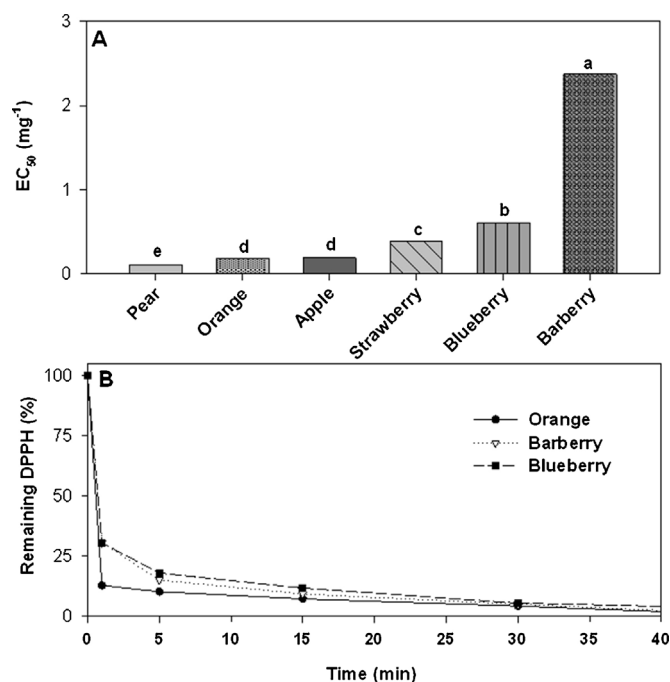 A
3
2
1
0
EC50 (mg-1)
e
d
d
c
b
a
Pear
Orange
Apple
Strawberry
Blueberry
Barberry
B
100
75
50
25
0
Remaining DPPH (%)
Orange
Barberry
Blueberry
0 5 10 15 20 25 30 35 40
Time (min)